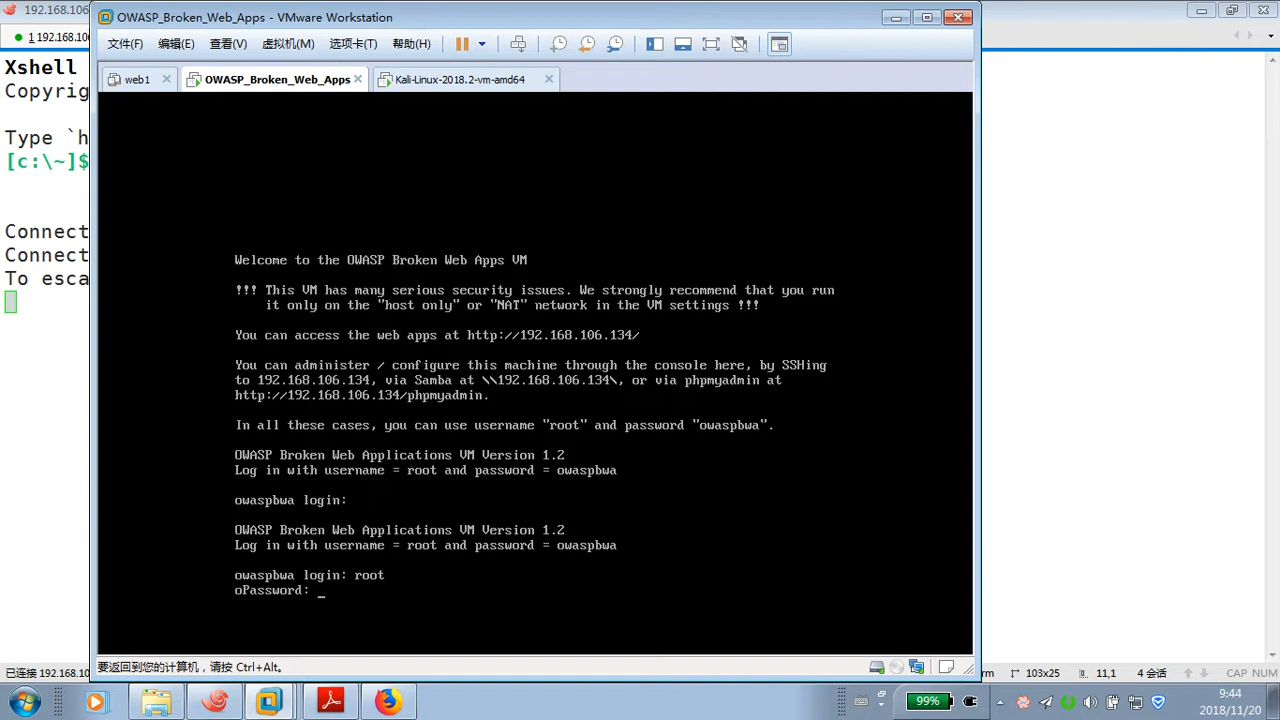 192.168.106
OWASP_Broken_Web_Apps - VMware Workstation
1 192.168.10
文件(F) 编辑(E) 查看(V) 虚拟机(M) 选项卡(T) 帮助(H)
web1
OWASP_Broken_Web_Apps
Kali-Linux-2018.2-vm-amd64
Xshell
Copyrig
Type `h
[c:\~]$
Connect
Connect
To esca
Welcome to the OWASP Broken Web Apps VM
!!! This VM has many serious security issues. We strongly recommend that you run
it only on the "host only" or "NAT" network in the VM settings !!!
You can access the web apps at http://192.168.106.134/
You can administer / configure this machine through the console here, by SSHing
to 192.168.106.134, via Samba at \\192.168.106.134\, or via phpmyadmin at
http://192.168.106.134/phpmyadmin.
In all these cases, you can use username "root" and password "owaspbwa".
OWASP Broken Web Applications VM Version 1.2
Log in with username = root and password = owaspbwa
owaspbwa login:
OWASP Broken Web Applications VM Version 1.2
Log in with username = root and password = owaspbwa
owaspbwa login: root
oPassword: _
要返回到您的计算机，请按 Ctrl+Alt。
已连接 192.168.10
rm 103x25 11,1 4 会话 CAP NUM
99%
9:44
2018/11/20